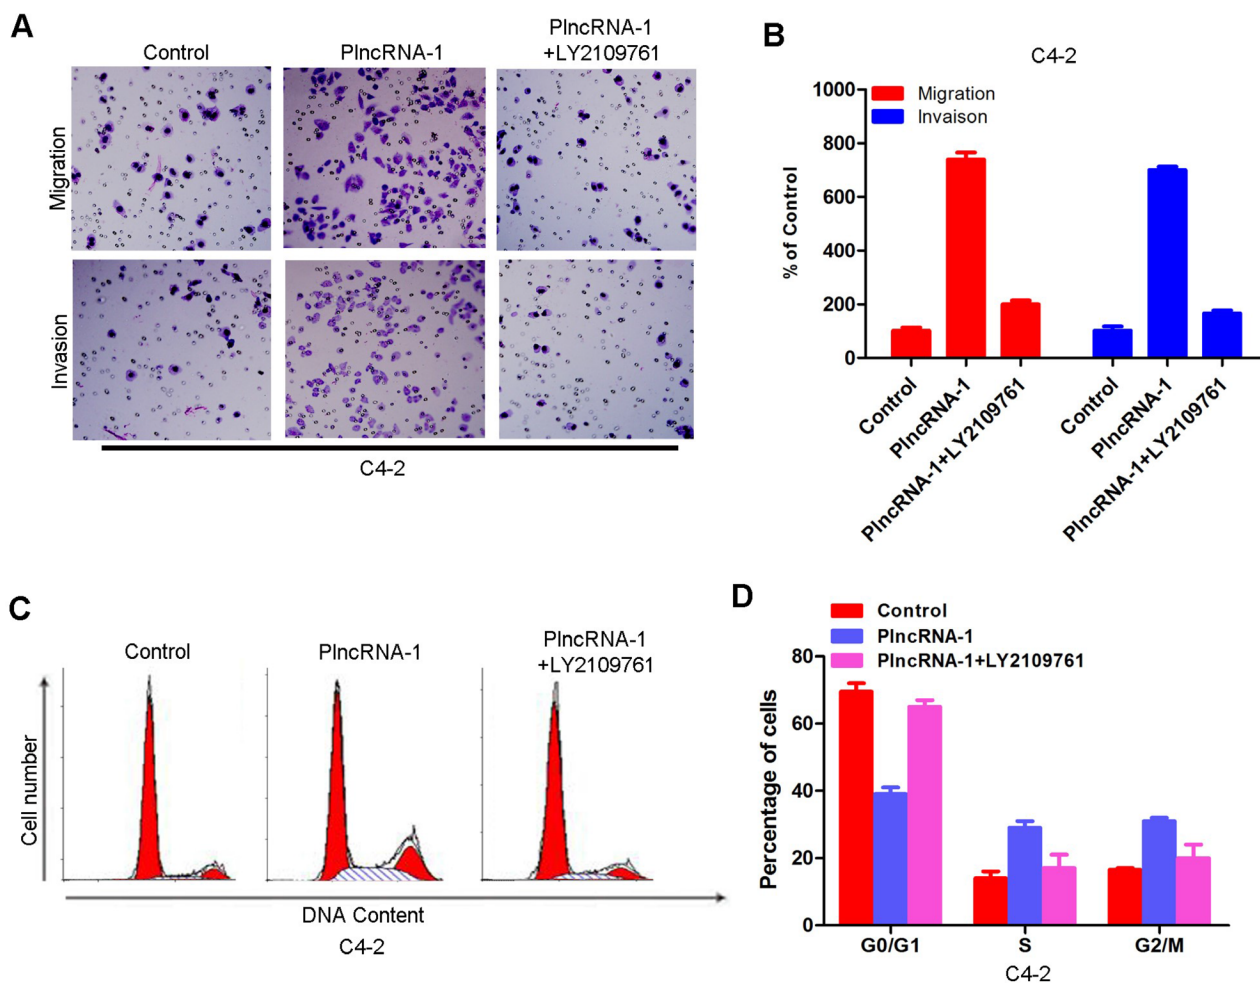 A
Control
PlncRNA-1
PlncRNA-1
+LY2109761
Migration
Invasion
C4-2
B
C4-2
Migration
Invaison
% of Control
1000
800
600
400
200
0
Control
PlncRNA-1
PlncRNA-1+LY2109761
Control
PlncRNA-1
PlncRNA-1+LY2109761
C
Control
PlncRNA-1
PlncRNA-1
+LY2109761
Cell number
DNA Content
C4-2
D
Control
PlncRNA-1
PlncRNA-1+LY2109761
Percentage of cells
80
60
40
20
0
G0/G1
S
G2/M
C4-2